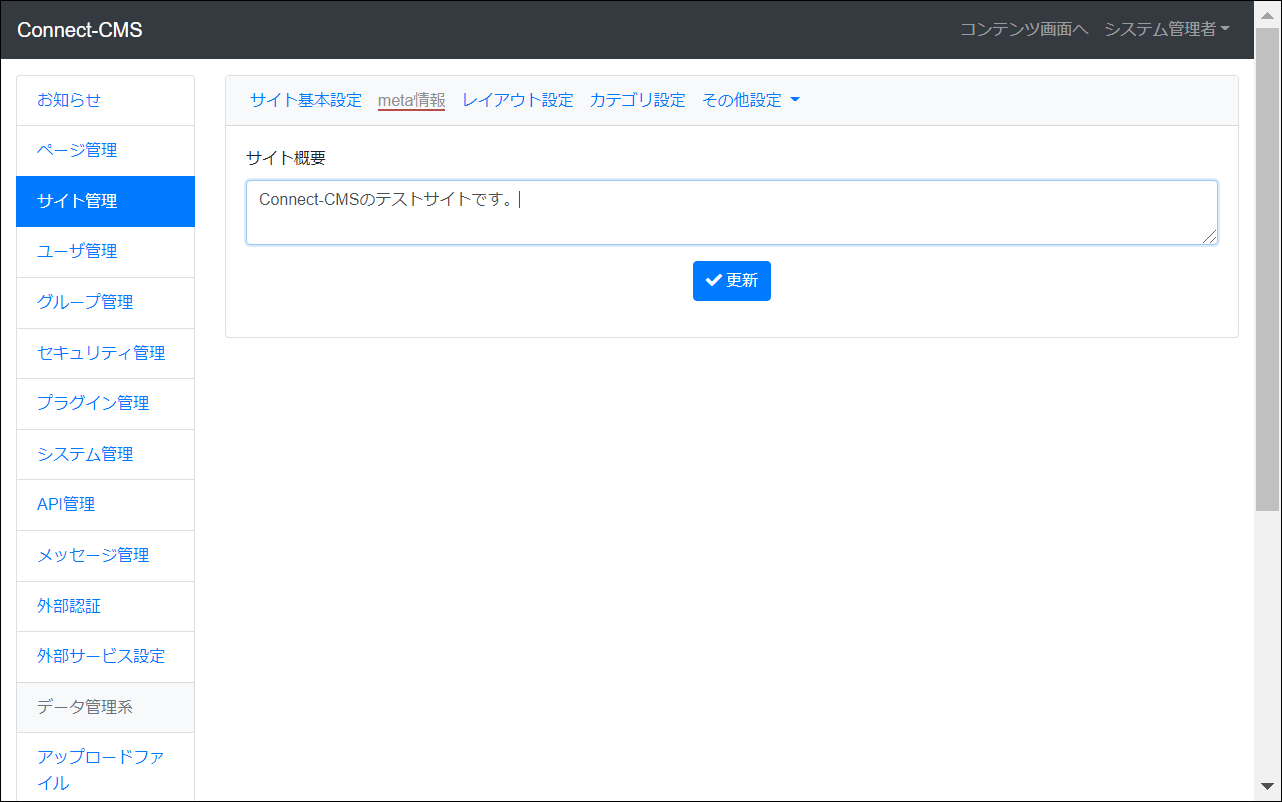 Connect-CMS
コンテンツ画面へ システム管理者
お知らせ
ページ管理
サイト管理
ユーザ管理
グループ管理
セキュリティ管理
プラグイン管理
システム管理
API管理
メッセージ管理
外部認証
外部サービス設定
データ管理系
アップロードファ
イル
サイト基本設定 meta情報 レイアウト設定 カテゴリ設定 その他設定
サイト概要
Connect-CMSのテストサイトです。
更新